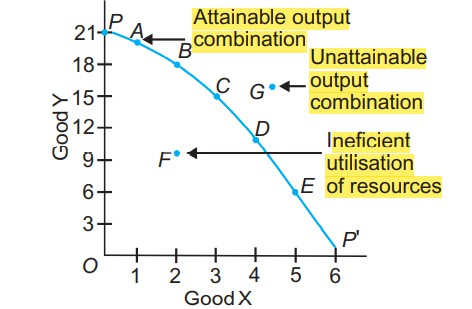 P
Attainable output
combination
21
A
B
Unattainable
output
combination
18
C
G
15
Good Y
12
D
Ineficient
utilisation
of resources
9
F
6
E
3
P'
O
1 2 3 4 5 6
Good X